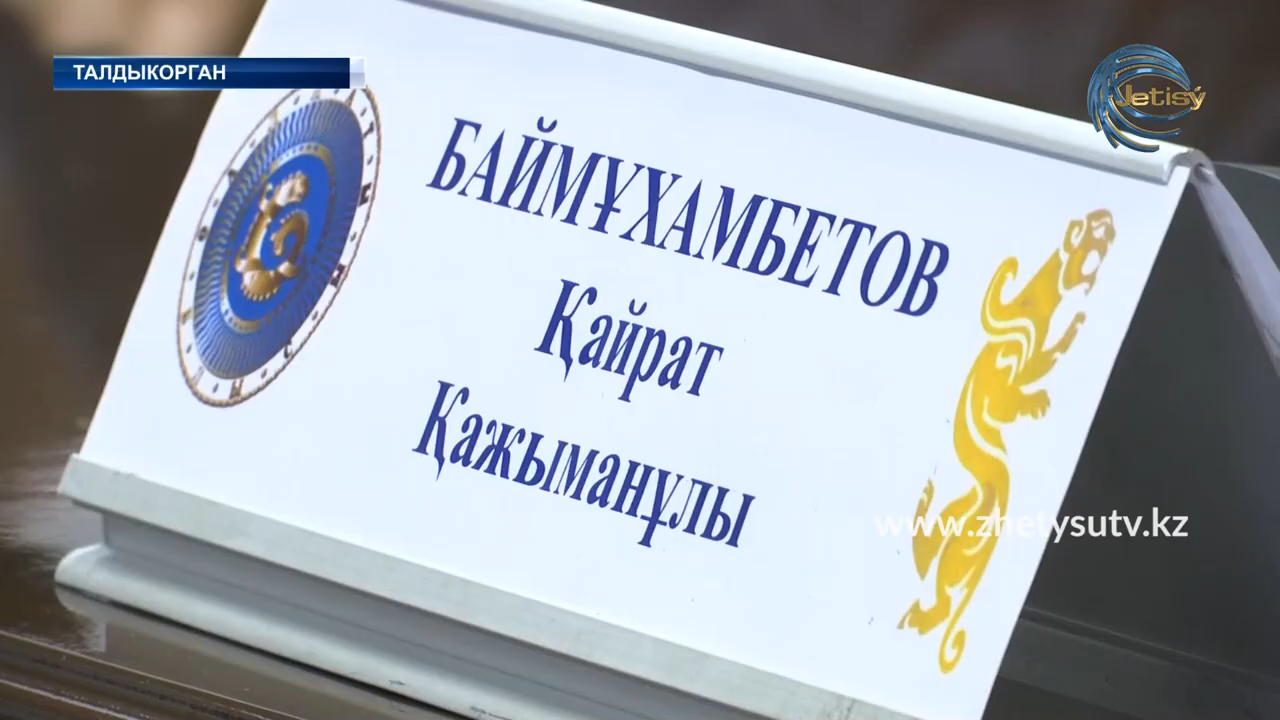 ТАЛДЫКОРГАН
Jetisý
БАЙМҰХАМБЕТОВ
Қайрат
Қажыманұлы
www.zhetysutv.kz